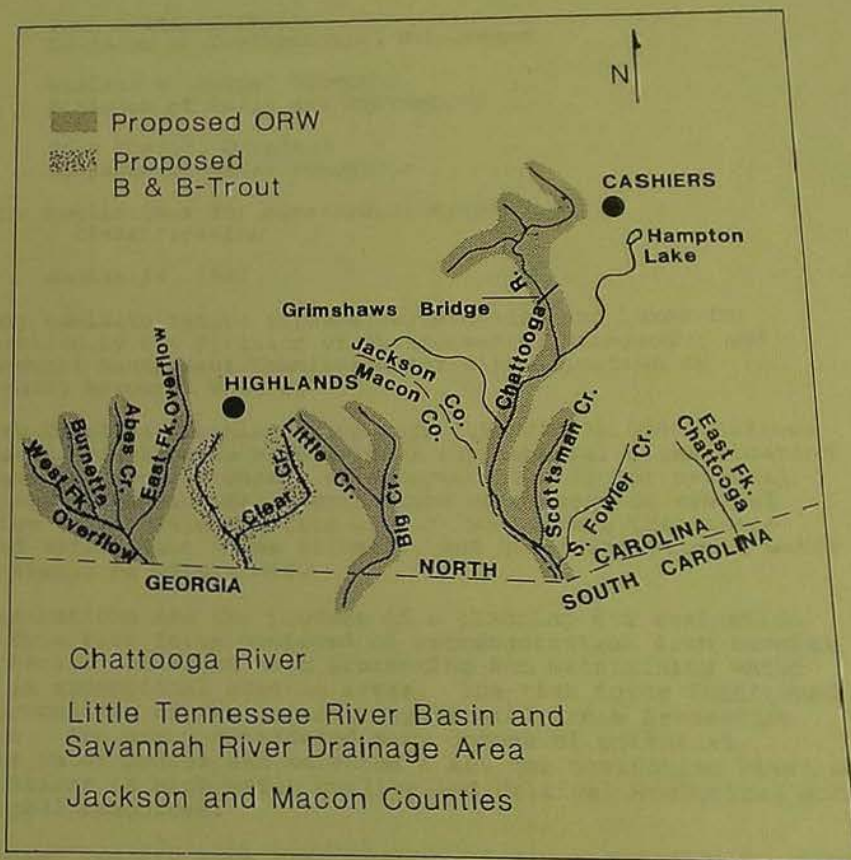 N
Proposed ORW
Proposed
B & B-Trout
CASHIERS
Hampton
Lake
R.
Grimshaws Bridge
Chattooga
Jackson Co.
Macon Co.
HIGHLANDS
Overflow
East Fk.
Abes Cr.
Burnette
West Fk.
Overflow
Clear Cr.
Little Cr.
Big Cr.
Scottsman Cr.
S. Fowler Cr.
East Fk.
Chattooga
GEORGIA
NORTH CAROLINA
SOUTH CAROLINA
Chattooga River
Little Tennessee River Basin and
Savannah River Drainage Area
Jackson and Macon Counties